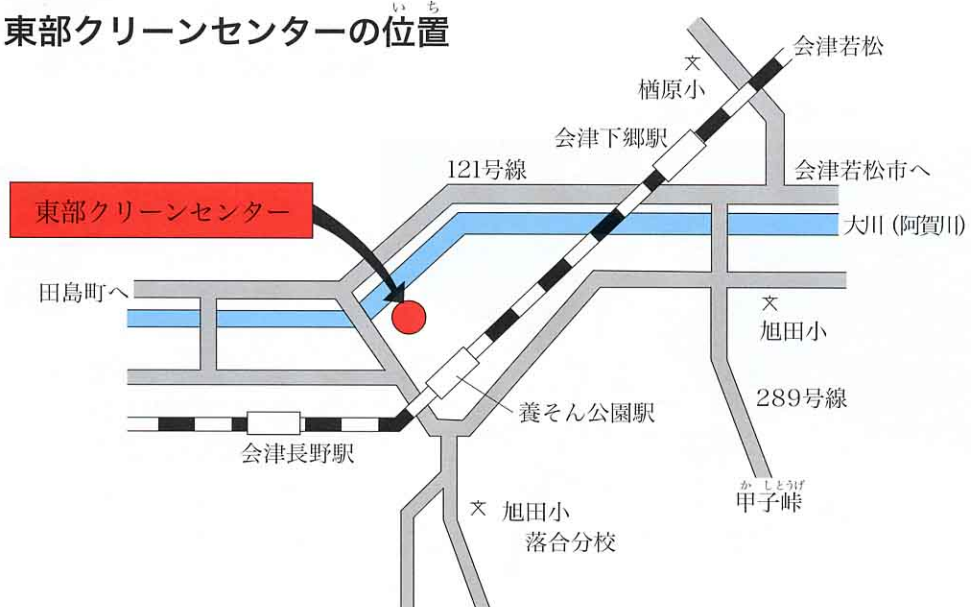 東部クリーンセンターの位置
いち
会津若松
楢原小
会津下郷駅
121号線
会津若松市へ
東部クリーンセンター
大川 (阿賀川)
田島町へ
旭田小
289号線
養そん公園駅
会津長野駅
かしとうげ
甲子峠
旭田小
落合分校